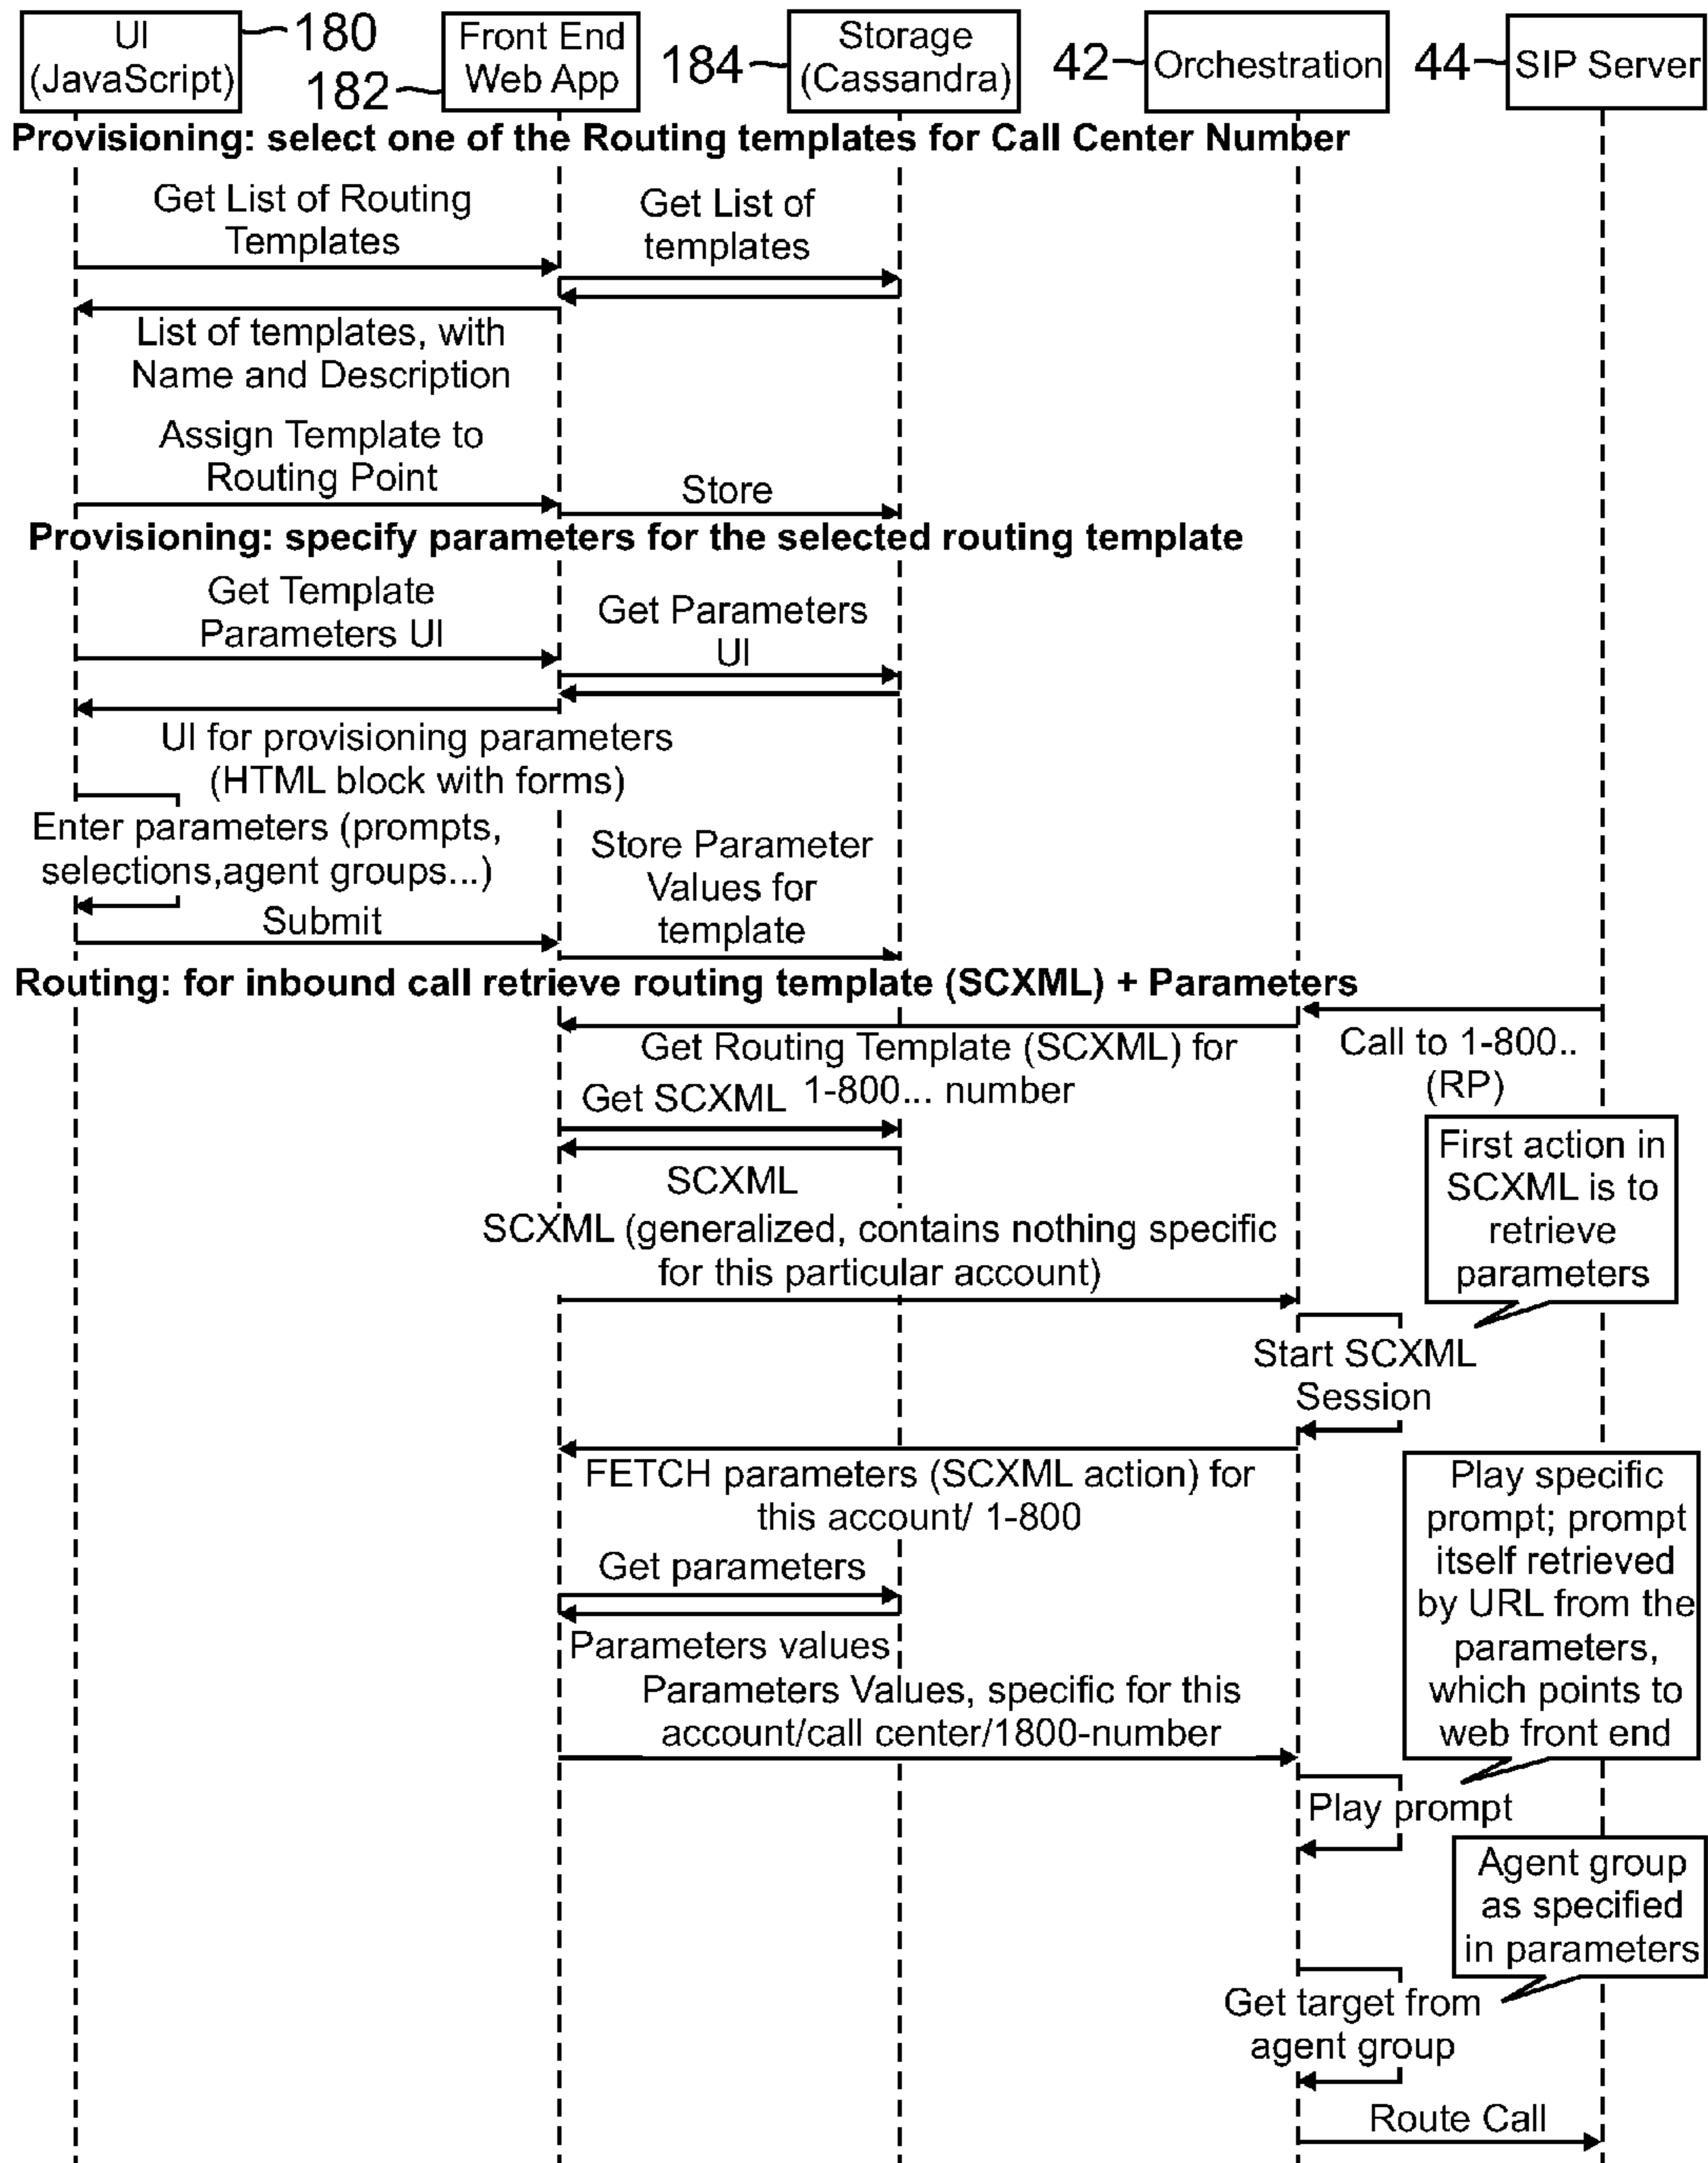 UI
(JavaScript)
180
Front End
Web App
182
Storage
(Cassandra)
184
Orchestration
42
SIP Server
44
Provisioning: select one of the Routing templates for Call Center Number
Get List of Routing
Templates
Get List of
templates
List of templates, with
Name and Description
Assign Template to
Routing Point
Store
Provisioning: specify parameters for the selected routing template
Get Template
Parameters UI
Get Parameters
UI
UI for provisioning parameters
(HTML block with forms)
Enter parameters (prompts,
selections,agent groups...)
Store Parameter
Values for
template
Submit
Routing: for inbound call retrieve routing template (SCXML) + Parameters
Call to 1-800..
(RP)
Get Routing Template (SCXML) for
1-800... number
Get SCXML
SCXML
First action in
SCXML is to
retrieve
parameters
SCXML (generalized, contains nothing specific
for this particular account)
Start SCXML
Session
FETCH parameters (SCXML action) for
this account/ 1-800
Get parameters
Parameters values
Play specific
prompt; prompt
itself retrieved
by URL from the
parameters,
which points to
web front end
Parameters Values, specific for this
account/call center/1800-number
Play prompt
Agent group
as specified
in parameters
Get target from
agent group
Route Call